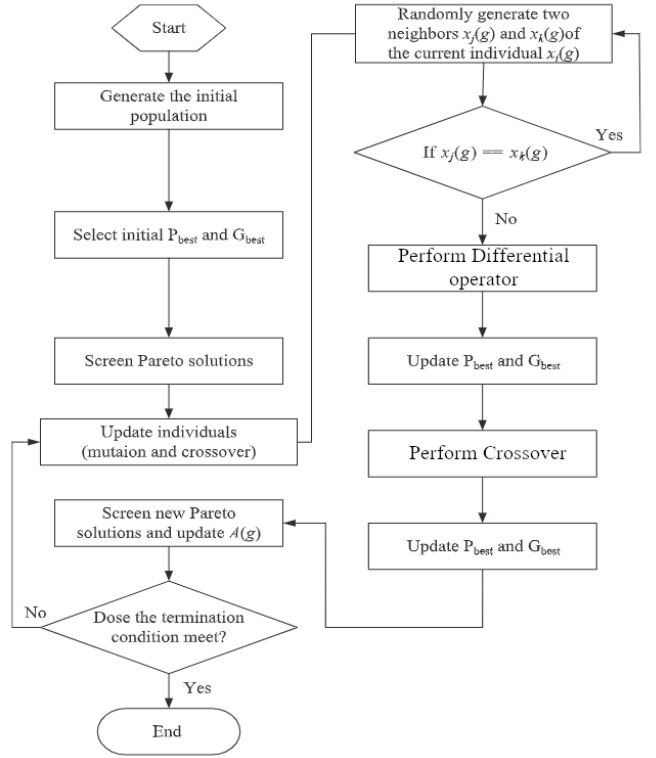 Start
Generate the initial
population
Select initial Pbest and Gbest
Screen Pareto solutions
Update individuals
(mutaion and crossover)
Screen new Pareto
solutions and update A(g)
Dose the termination
condition meet?
No
Yes
End
Randomly generate two
neighbors xj(g) and xk(g)of
the current individual xi(g)
If xj(g) == xk(g)
Yes
No
Perform Differential
operator
Update Pbest and Gbest
Perform Crossover
Update Pbest and Gbest